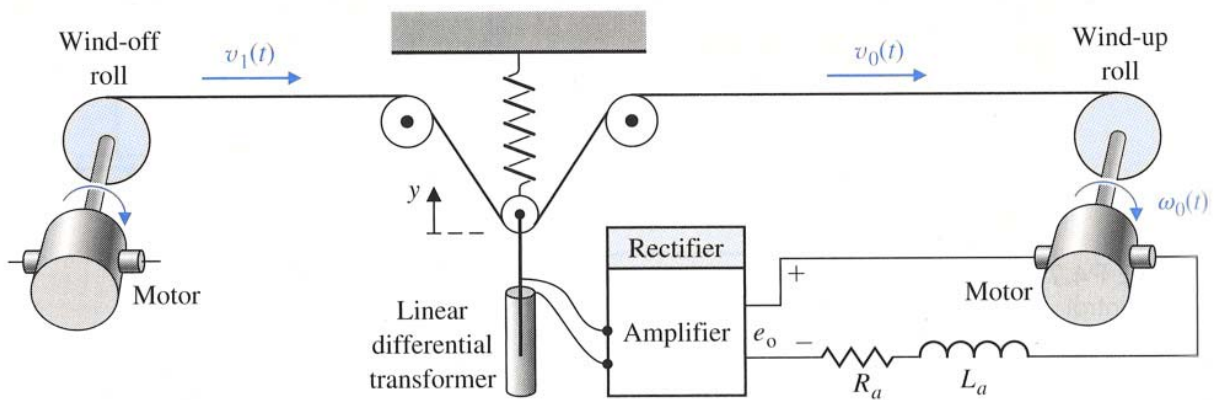 Wind-off
roll
v₁(t)
v₀(t)
Wind-up
roll
y
ω₀(t)
Motor
Linear
differential
transformer
Rectifier
Amplifier
+
eₒ
−
Rₐ
Lₐ
Motor